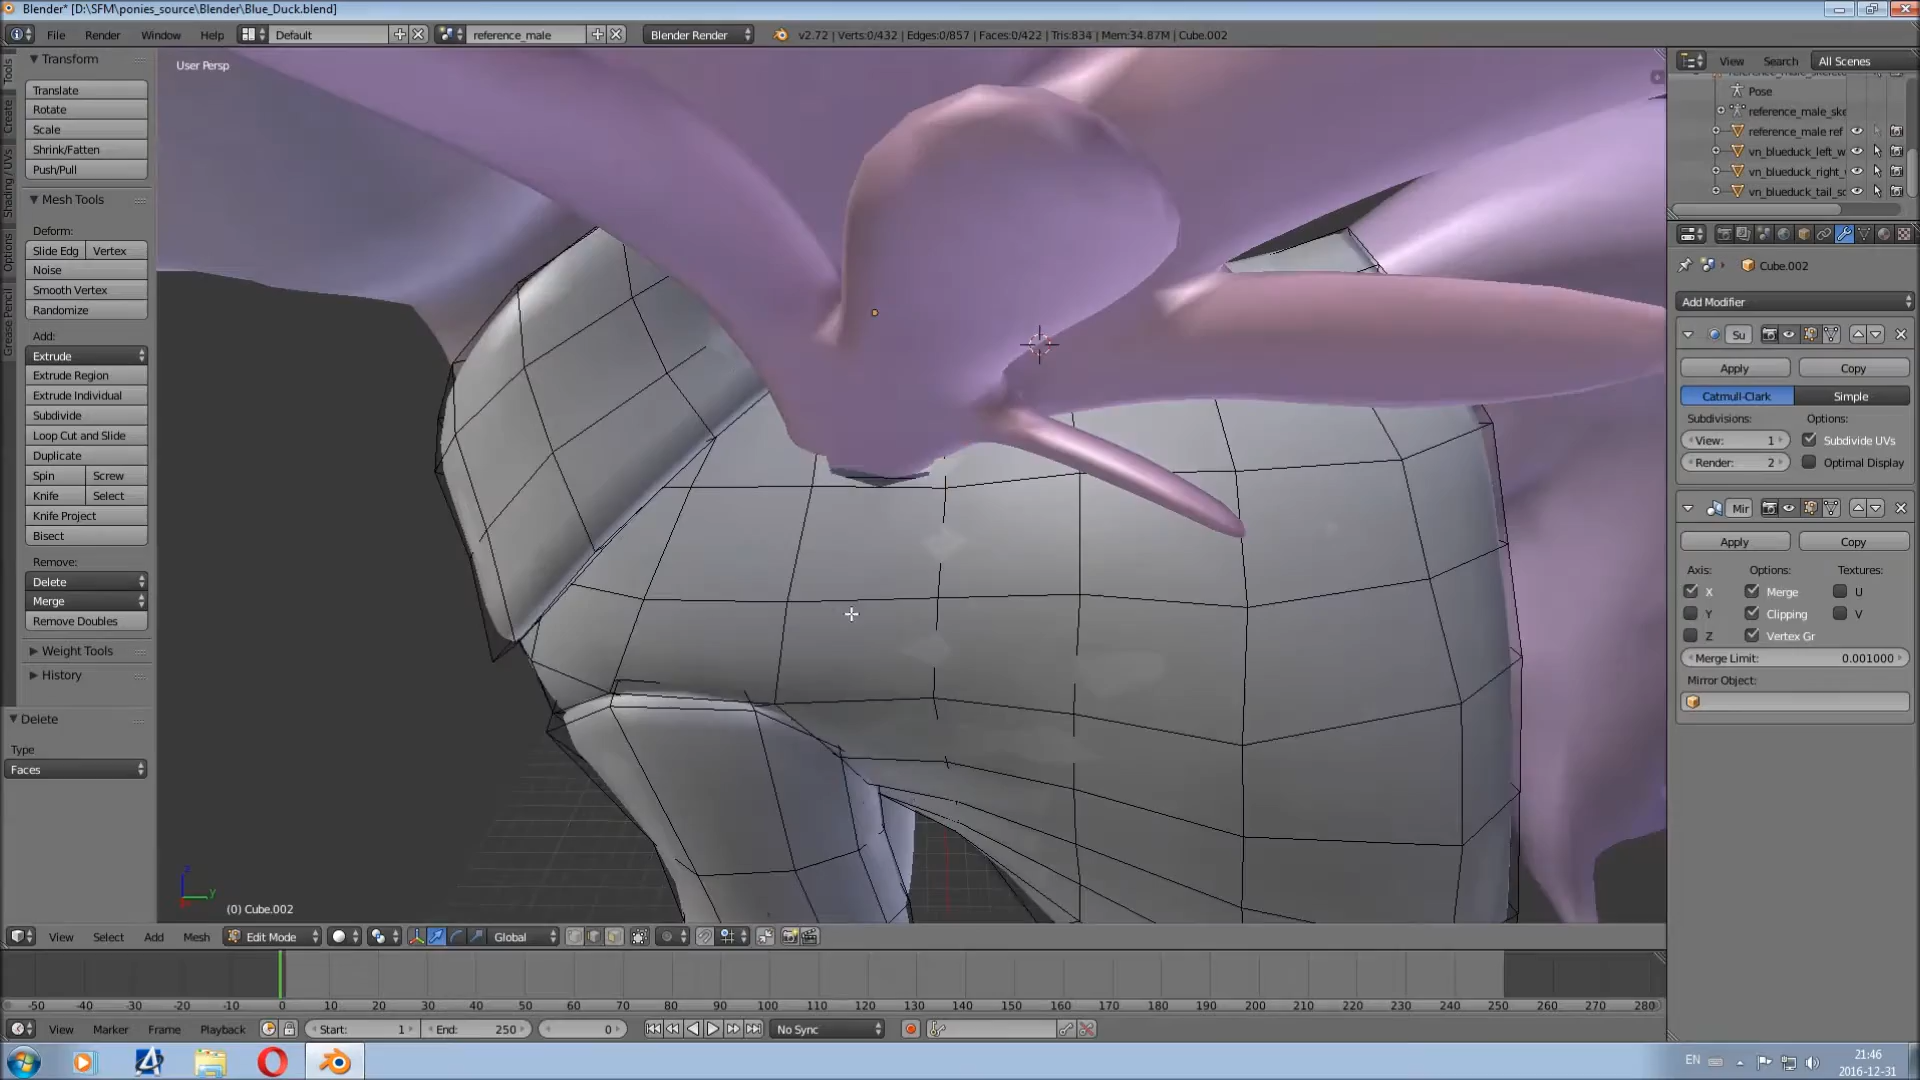 Blender* [D:\SFM\ponies_source\Blender\Blue_Duck.blend]
File Render Window Help Default reference_male Blender Render v2.72 | Verts:0/432 | Edges:0/857 | Faces:0/422 | Tris:834 | Mem:34.87M | Cube.002
Tools
Create
Shading / UVs
Options
Grease Pencil
Transform
Translate
Rotate
Scale
Shrink/Fatten
Push/Pull
Mesh Tools
Deform:
Slide Edg Vertex
Noise
Smooth Vertex
Randomize
Add:
Extrude
Extrude Region
Extrude Individual
Subdivide
Loop Cut and Slide
Duplicate
Spin Screw
Knife Select
Knife Project
Bisect
Remove:
Delete
Merge
Remove Doubles
Weight Tools
History
Delete
Type
Faces
User Persp
z
y
(0) Cube.002
View Search All Scenes
Pose
reference_male_ske
reference_male ref
vn_blueduck_left_w
vn_blueduck_right_
vn_blueduck_tail_so
Cube.002
Add Modifier
Su
Apply Copy
Catmull-Clark Simple
Subdivisions: Options:
View: 1 Subdivide UVs
Render: 2 Optimal Display
Mir
Apply Copy
Axis: Options: Textures:
X Merge U
Y Clipping V
Z Vertex Gr
Merge Limit: 0.001000
Mirror Object:
View Select Add Mesh Edit Mode Global
-50 -40 -30 -20 -10 0 10 20 30 40 50 60 70 80 90 100 110 120 130 140 150 160 170 180 190 200 210 220 230 240 250 260 270 280
View Marker Frame Playback Start: 1 End: 250 0 No Sync
EN
21:46
2016-12-31